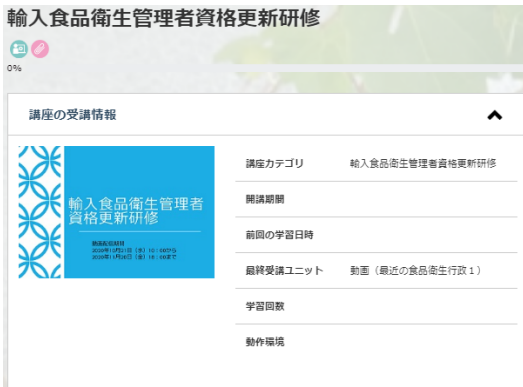 輸入食品衛生管理者資格更新研修
0%
講座の受講情報
輸入食品衛生管理者
資格更新研修
講座カテゴリ 輸入食品衛生管理者資格更新研修
開講期間
前回の学習日時
最終受講ユニット 動画（最近の食品衛生行政１）
学習回数
動作環境